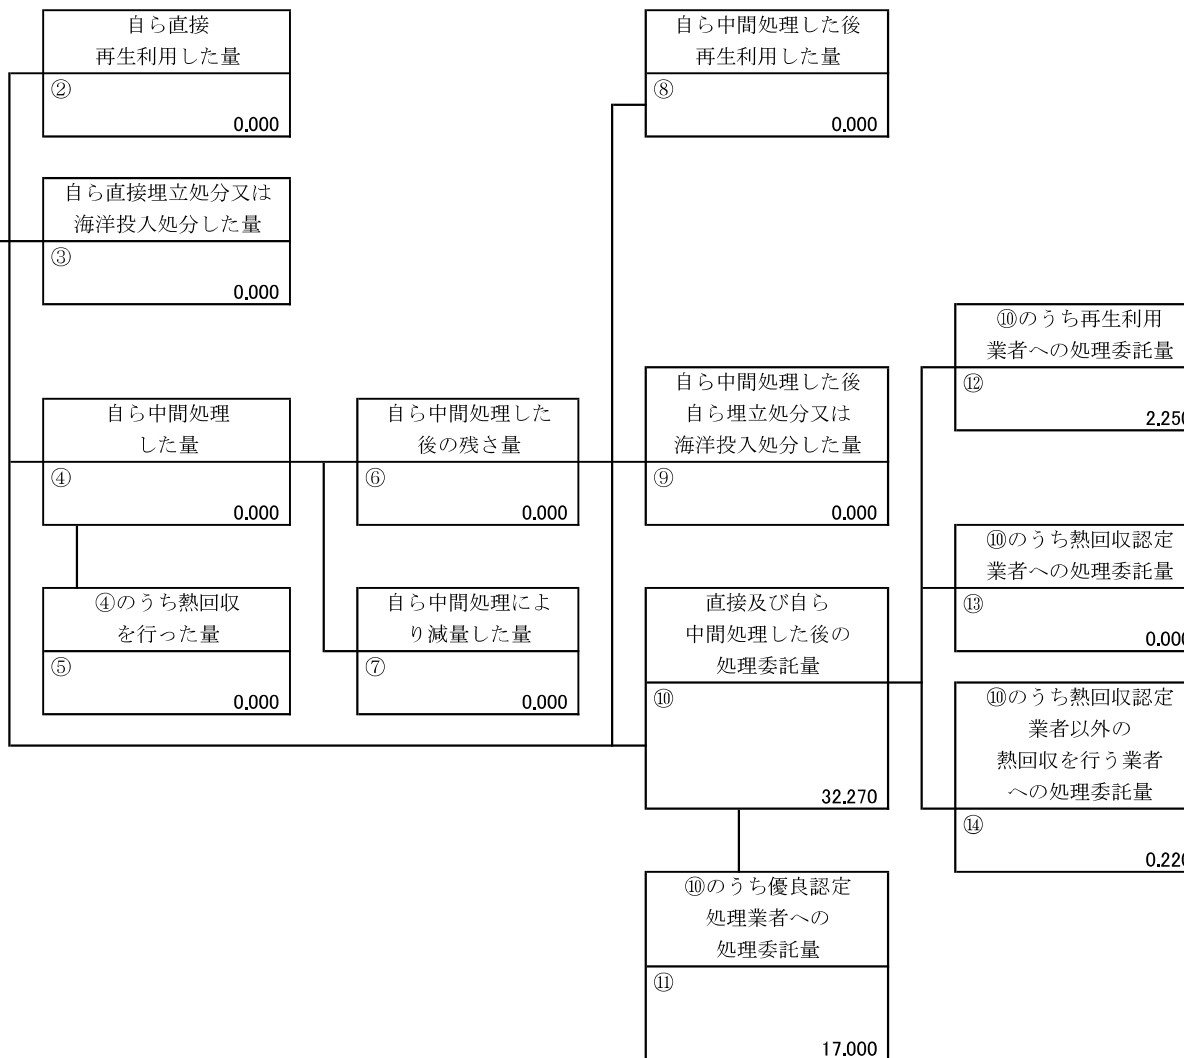 自ら直接
再生利用した量
②
0.000
自ら中間処理した後
再生利用した量
⑧
0.000
自ら直接埋立処分又は
海洋投入処分した量
③
0.000
⑩のうち再生利用
業者への処理委託量
⑫
2.250
自ら中間処理
した量
④
0.000
自ら中間処理した
後の残さ量
⑥
0.000
自ら中間処理した後
自ら埋立処分又は
海洋投入処分した量
⑨
0.000
⑩のうち熱回収認定
業者への処理委託量
⑬
0.000
④のうち熱回収
を行った量
⑤
0.000
自ら中間処理によ
り減量した量
⑦
0.000
直接及び自ら
中間処理した後の
処理委託量
⑩
32.270
⑩のうち熱回収認定
業者以外の
熱回収を行う業者
への処理委託量
⑭
0.220
⑩のうち優良認定
処理業者への
処理委託量
⑪
17.000